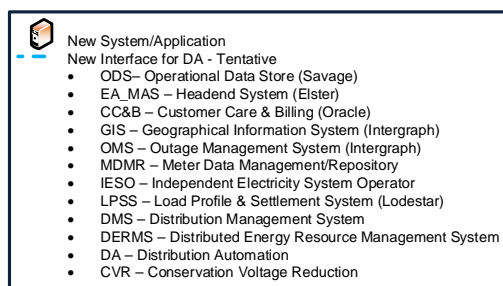 New System/Application
New Interface for DA - Tentative
• ODS– Operational Data Store (Savage)
• EA_MAS – Headend System (Elster)
• CC&B – Customer Care & Billing (Oracle)
• GIS – Geographical Information System (Intergraph)
• OMS – Outage Management System (Intergraph)
• MDMR – Meter Data Management/Repository
• IESO – Independent Electricity System Operator
• LPSS – Load Profile & Settlement System (Lodestar)
• DMS – Distribution Management System
• DERMS – Distributed Energy Resource Management System
• DA – Distribution Automation
• CVR – Conservation Voltage Reduction